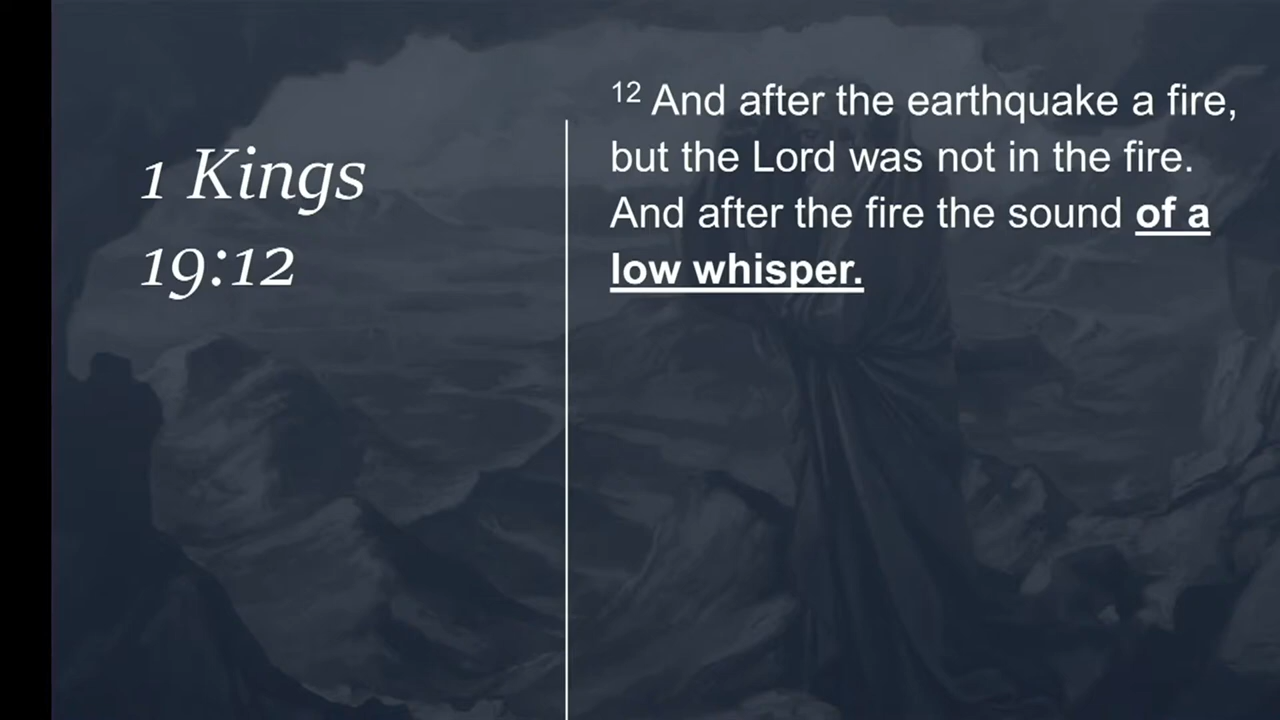 1 Kings
19:12
12 And after the earthquake a fire,
but the Lord was not in the fire.
And after the fire the sound of a
low whisper.